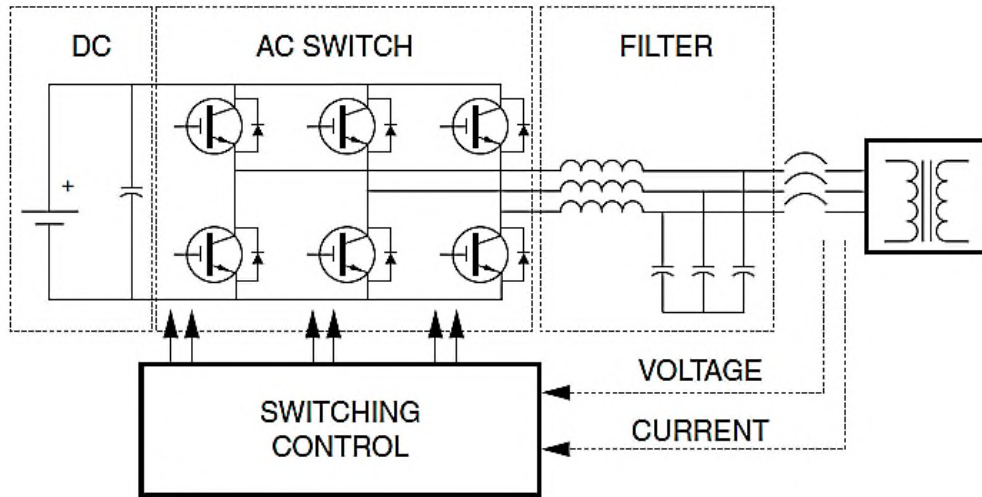 DC
AC SWITCH
FILTER
+
VOLTAGE
SWITCHING
CONTROL
CURRENT